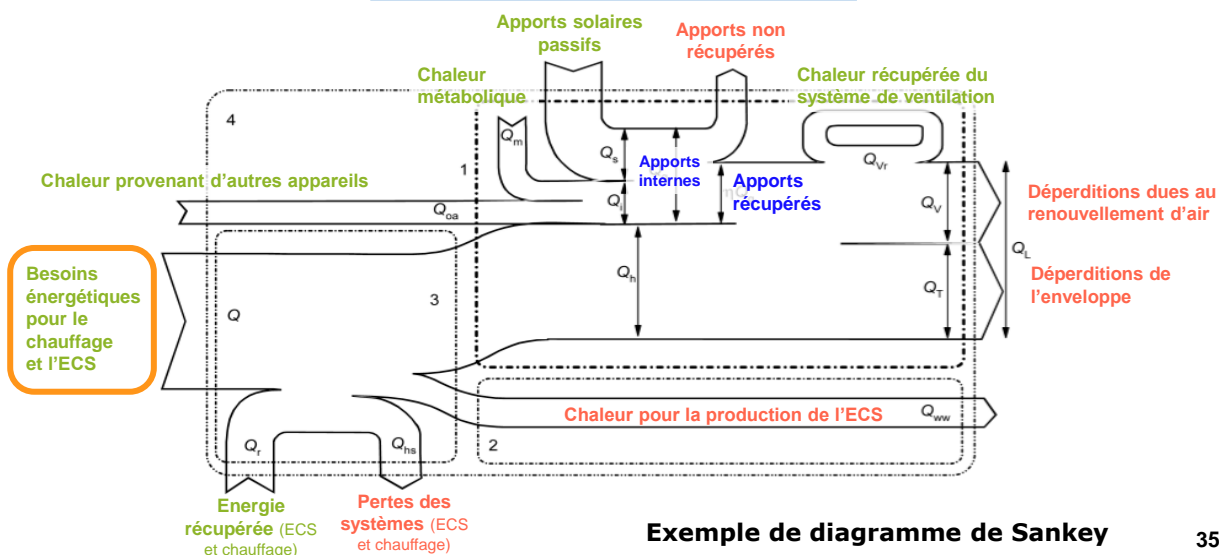 Apports solaires
passifs
Apports non
récupérés
Chaleur
métabolique
Chaleur récupérée du
système de ventilation
4
Qm
Qs
Apports
internes
QVr
1
Chaleur provenant d'autres appareils
Qoa
Qi
Apports
récupérés
QV
Déperditions dues au
renouvellement d'air
QL
Besoins
énergétiques
pour le
chauffage
et l'ECS
Q
3
Qh
QT
Déperditions de
l'enveloppe
Chaleur pour la production de l'ECS
Qww
2
Qr
Qhs
Energie
récupérée (ECS
et chauffage)
Pertes des
systèmes (ECS
et chauffage)
Exemple de diagramme de Sankey
35